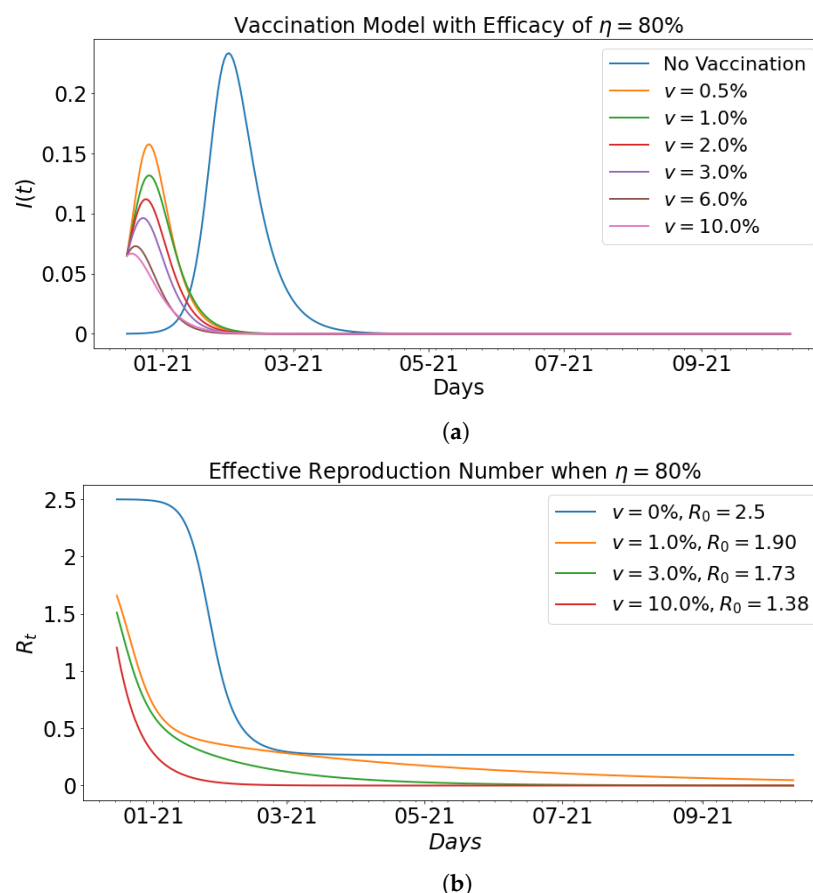 Vaccination Model with Efficacy of η = 80%
I(t)
0.2
0.15
0.1
0.05
0
No Vaccination
v = 0.5%
v = 1.0%
v = 2.0%
v = 3.0%
v = 6.0%
v = 10.0%
01-21 03-21 05-21 07-21 09-21
Days
(a)
Effective Reproduction Number when η = 80%
R_t
2.5
2
1.5
1
0.5
0
v = 0%, R_0 = 2.5
v = 1.0%, R_0 = 1.90
v = 3.0%, R_0 = 1.73
v = 10.0%, R_0 = 1.38
01-21 03-21 05-21 07-21 09-21
Days
(b)